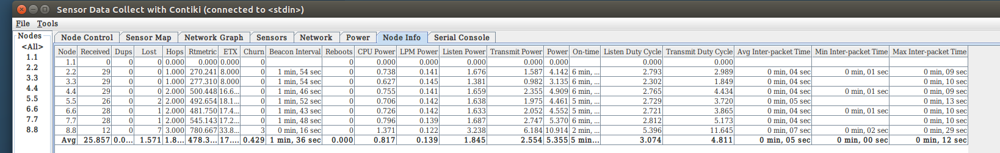 Sensor Data Collect with Contiki (connected to <stdin>)
File Tools
Nodes
<All>
1.1
2.2
3.3
4.4
5.5
6.6
7.7
8.8
Node Control Sensor Map Network Graph Sensors Network Power Node Info Serial Console
Node Received Dups Lost Hops Rtmetric ETX Churn Beacon Interval Reboots CPU Power LPM Power Listen Power Transmit Power Power On-time Listen Duty Cycle Transmit Duty Cycle Avg Inter-packet Time Min Inter-packet Time Max Inter-packet Time
1.1 0 0 0 0.000 0.000 0.000 0 0 0.000 0.000 0.000 0.000 0.000 0.000 0.000
2.2 29 0 0 1.000 270.241 8.000 0 1 min, 54 sec 0 0.738 0.141 1.676 1.587 4.142 6 min, ... 2.793 2.989 0 min, 04 sec 0 min, 01 sec 0 min, 09 sec
3.3 29 0 0 1.000 277.310 8.000 0 1 min, 54 sec 0 0.627 0.145 1.381 0.982 3.135 6 min, ... 2.302 1.849 0 min, 04 sec 0 min, 10 sec
4.4 29 0 0 2.000 500.448 16.6... 0 1 min, 46 sec 0 0.755 0.141 1.659 2.355 4.909 6 min, ... 2.765 4.434 0 min, 04 sec 0 min, 01 sec 0 min, 09 sec
5.5 26 0 2 2.000 492.654 18.1... 0 1 min, 52 sec 0 0.706 0.142 1.638 1.975 4.461 5 min, ... 2.729 3.720 0 min, 05 sec 0 min, 13 sec
6.6 28 0 1 2.000 481.750 17.4... 0 1 min, 43 sec 0 0.726 0.142 1.633 2.052 4.552 5 min, ... 2.721 3.865 0 min, 04 sec 0 min, 01 sec 0 min, 10 sec
7.7 28 0 1 2.000 545.143 17.2... 0 1 min, 48 sec 0 0.796 0.139 1.687 2.747 5.370 6 min, ... 2.812 5.173 0 min, 04 sec 0 min, 10 sec
8.8 12 0 7 3.000 780.667 33.8... 3 0 min, 16 sec 0 1.371 0.122 3.238 6.184 10.914 2 min, ... 5.396 11.645 0 min, 07 sec 0 min, 02 sec 0 min, 29 sec
Avg 25.857 0.0... 1.571 1.8... 478.3... 17.... 0.429 1 min, 36 sec 0.000 0.817 0.139 1.845 2.554 5.355 5 min... 3.074 4.811 0 min, 05 sec 0 min, 00 sec 0 min, 12 sec